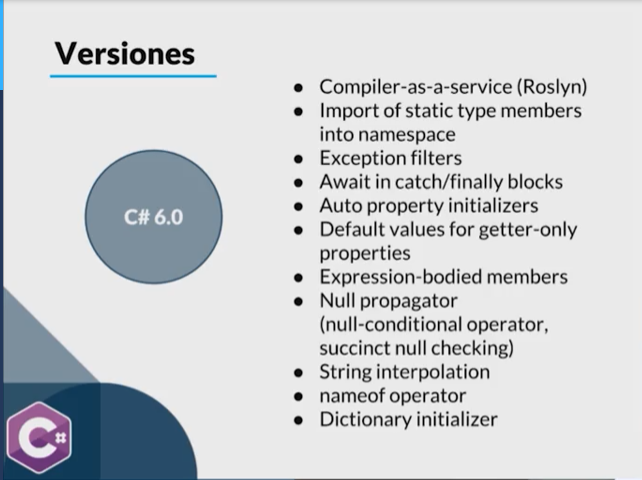 Versiones
C# 6.0
• Compiler-as-a-service (Roslyn)
• Import of static type members
into namespace
• Exception filters
• Await in catch/finally blocks
• Auto property initializers
• Default values for getter-only
properties
• Expression-bodied members
• Null propagator
(null-conditional operator,
succinct null checking)
• String interpolation
• nameof operator
• Dictionary initializer
C#